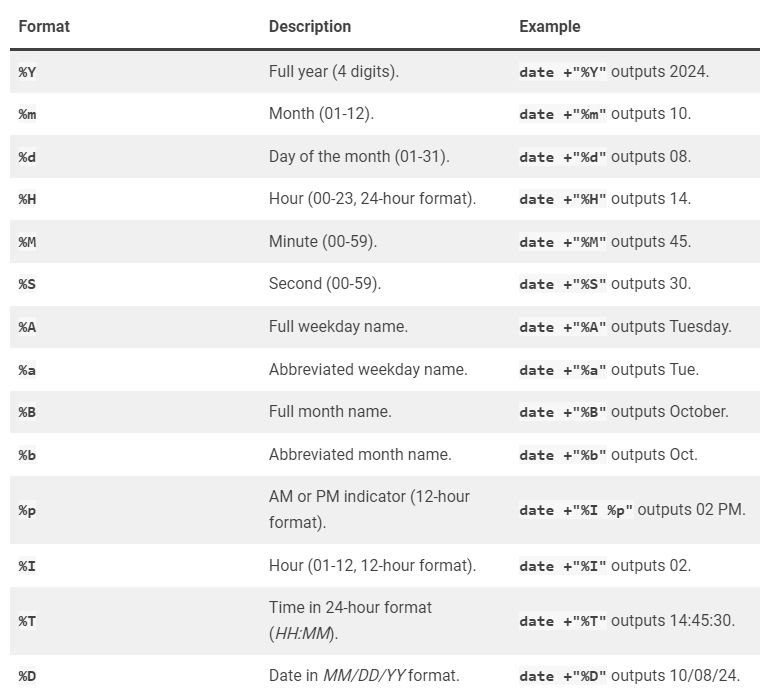 Format Description Example
%Y Full year (4 digits). date +"%Y" outputs 2024.
%m Month (01-12). date +"%m" outputs 10.
%d Day of the month (01-31). date +"%d" outputs 08.
%H Hour (00-23, 24-hour format). date +"%H" outputs 14.
%M Minute (00-59). date +"%M" outputs 45.
%S Second (00-59). date +"%S" outputs 30.
%A Full weekday name. date +"%A" outputs Tuesday.
%a Abbreviated weekday name. date +"%a" outputs Tue.
%B Full month name. date +"%B" outputs October.
%b Abbreviated month name. date +"%b" outputs Oct.
%p AM or PM indicator (12-hour
format). date +"%I %p" outputs 02 PM.
%I Hour (01-12, 12-hour format). date +"%I" outputs 02.
%T Time in 24-hour format
(HH:MM). date +"%T" outputs 14:45:30.
%D Date in MM/DD/YY format. date +"%D" outputs 10/08/24.